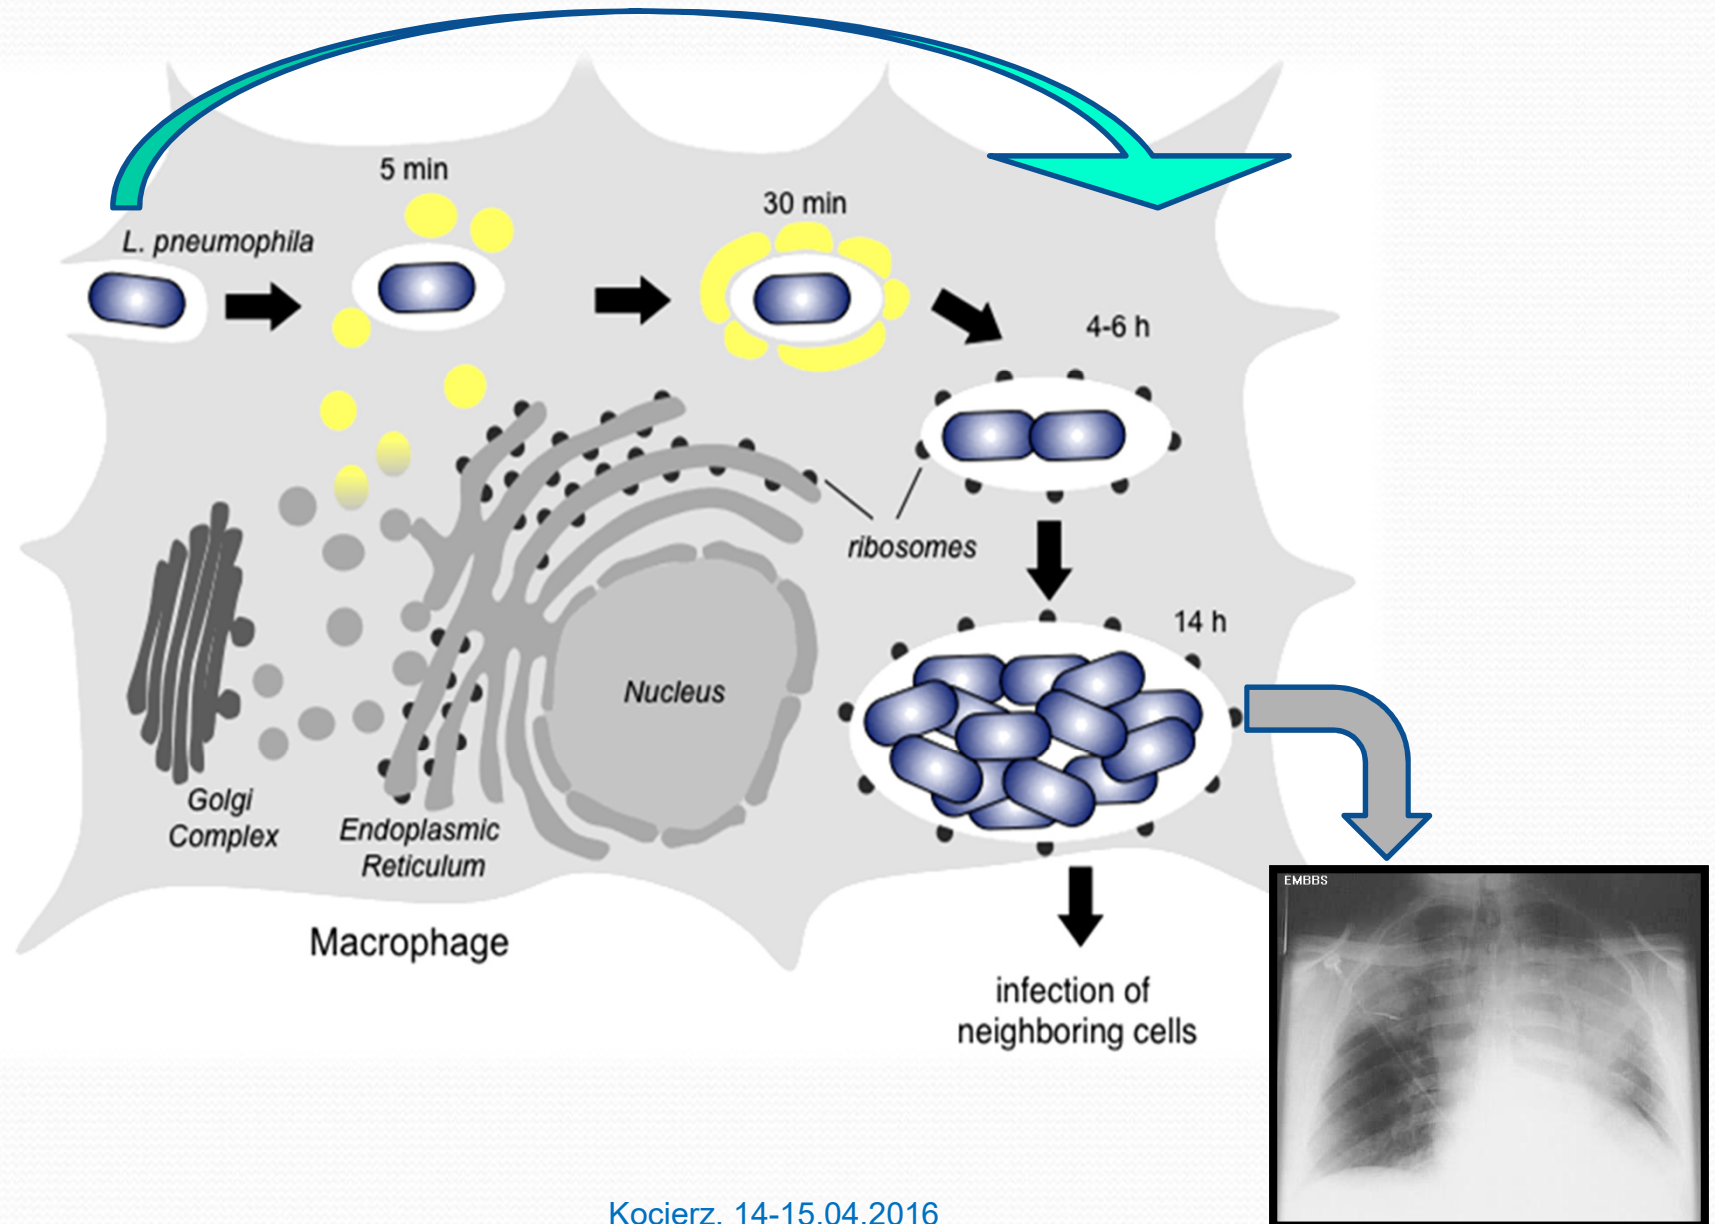 5 min
30 min
L. pneumophila
4-6 h
ribosomes
14 h
Nucleus
Golgi
Complex
Endoplasmic
Reticulum
Macrophage
EMBBS
infection of
neighboring cells
Kocierz, 14-15.04.2016